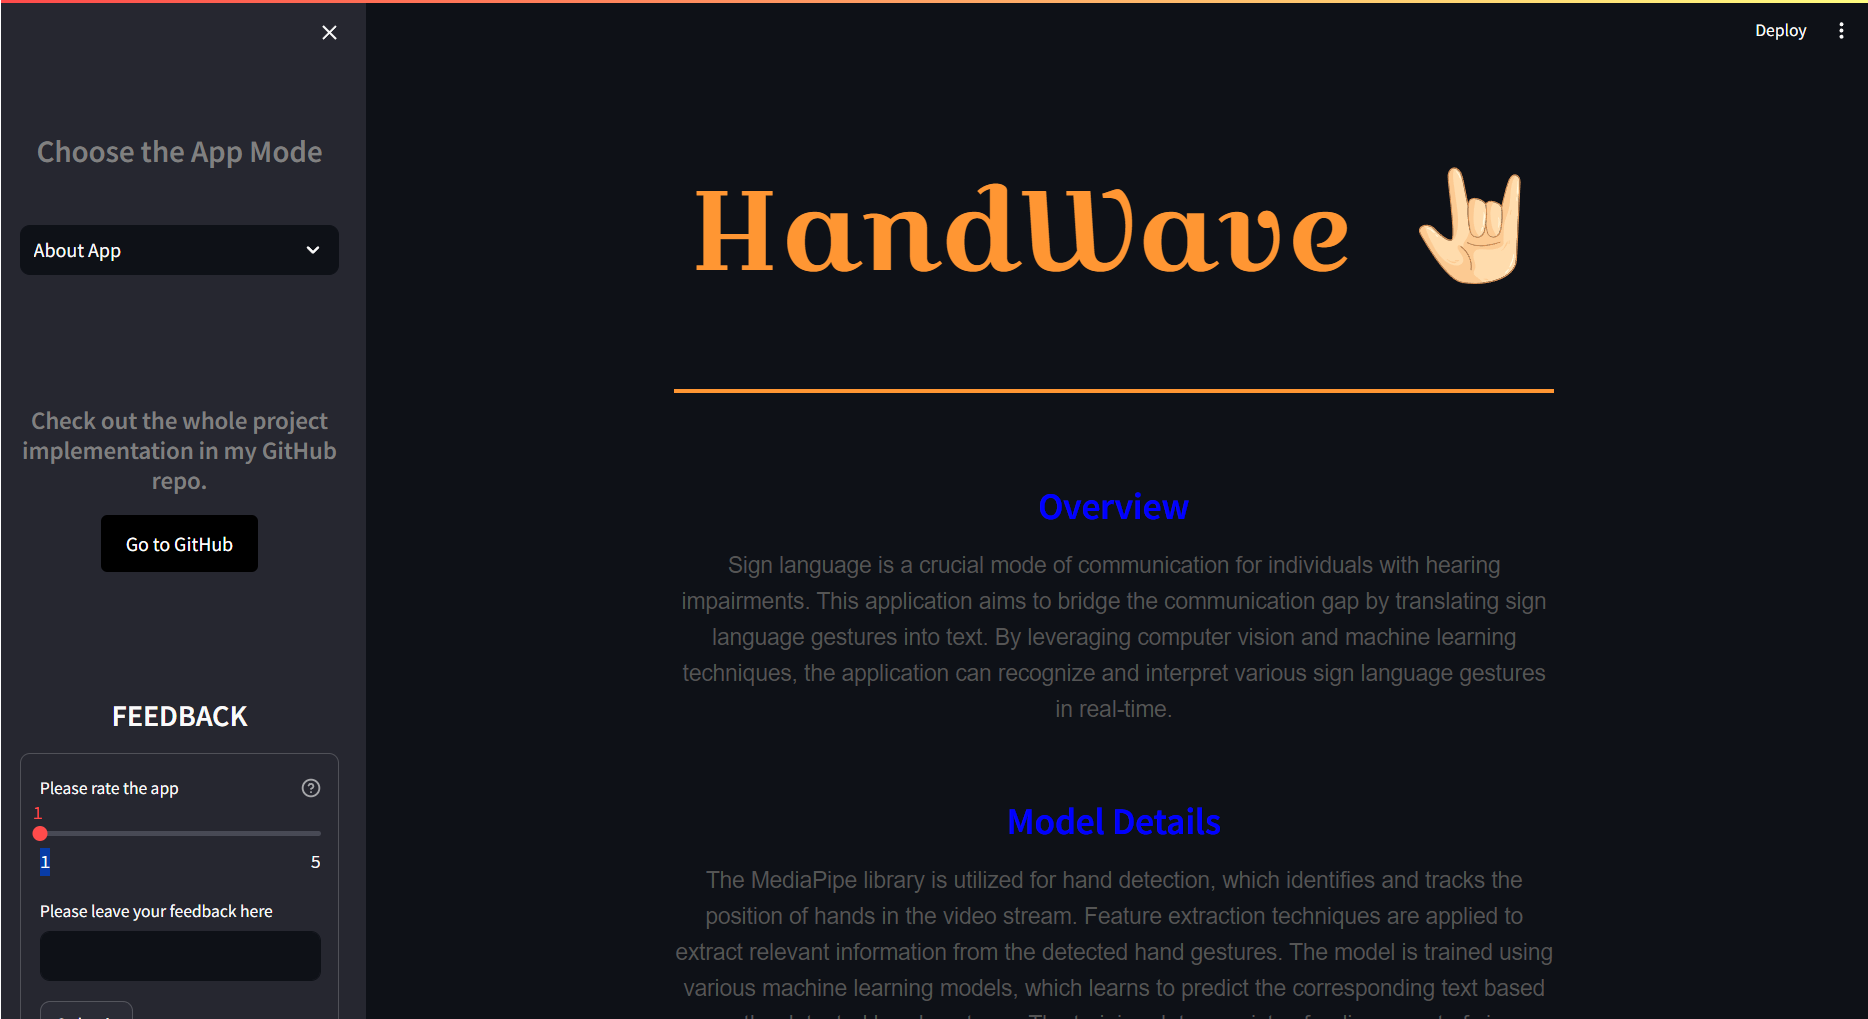 Deploy
Choose the App Mode
About App
Check out the whole project
implementation in my GitHub
repo.
Go to GitHub
FEEDBACK
Please rate the app
1
1 5
Please leave your feedback here
HandWave
Overview
Sign language is a crucial mode of communication for individuals with hearing
impairments. This application aims to bridge the communication gap by translating sign
language gestures into text. By leveraging computer vision and machine learning
techniques, the application can recognize and interpret various sign language gestures
in real-time.
Model Details
The MediaPipe library is utilized for hand detection, which identifies and tracks the
position of hands in the video stream. Feature extraction techniques are applied to
extract relevant information from the detected hand gestures. The model is trained using
various machine learning models, which learns to predict the corresponding text based